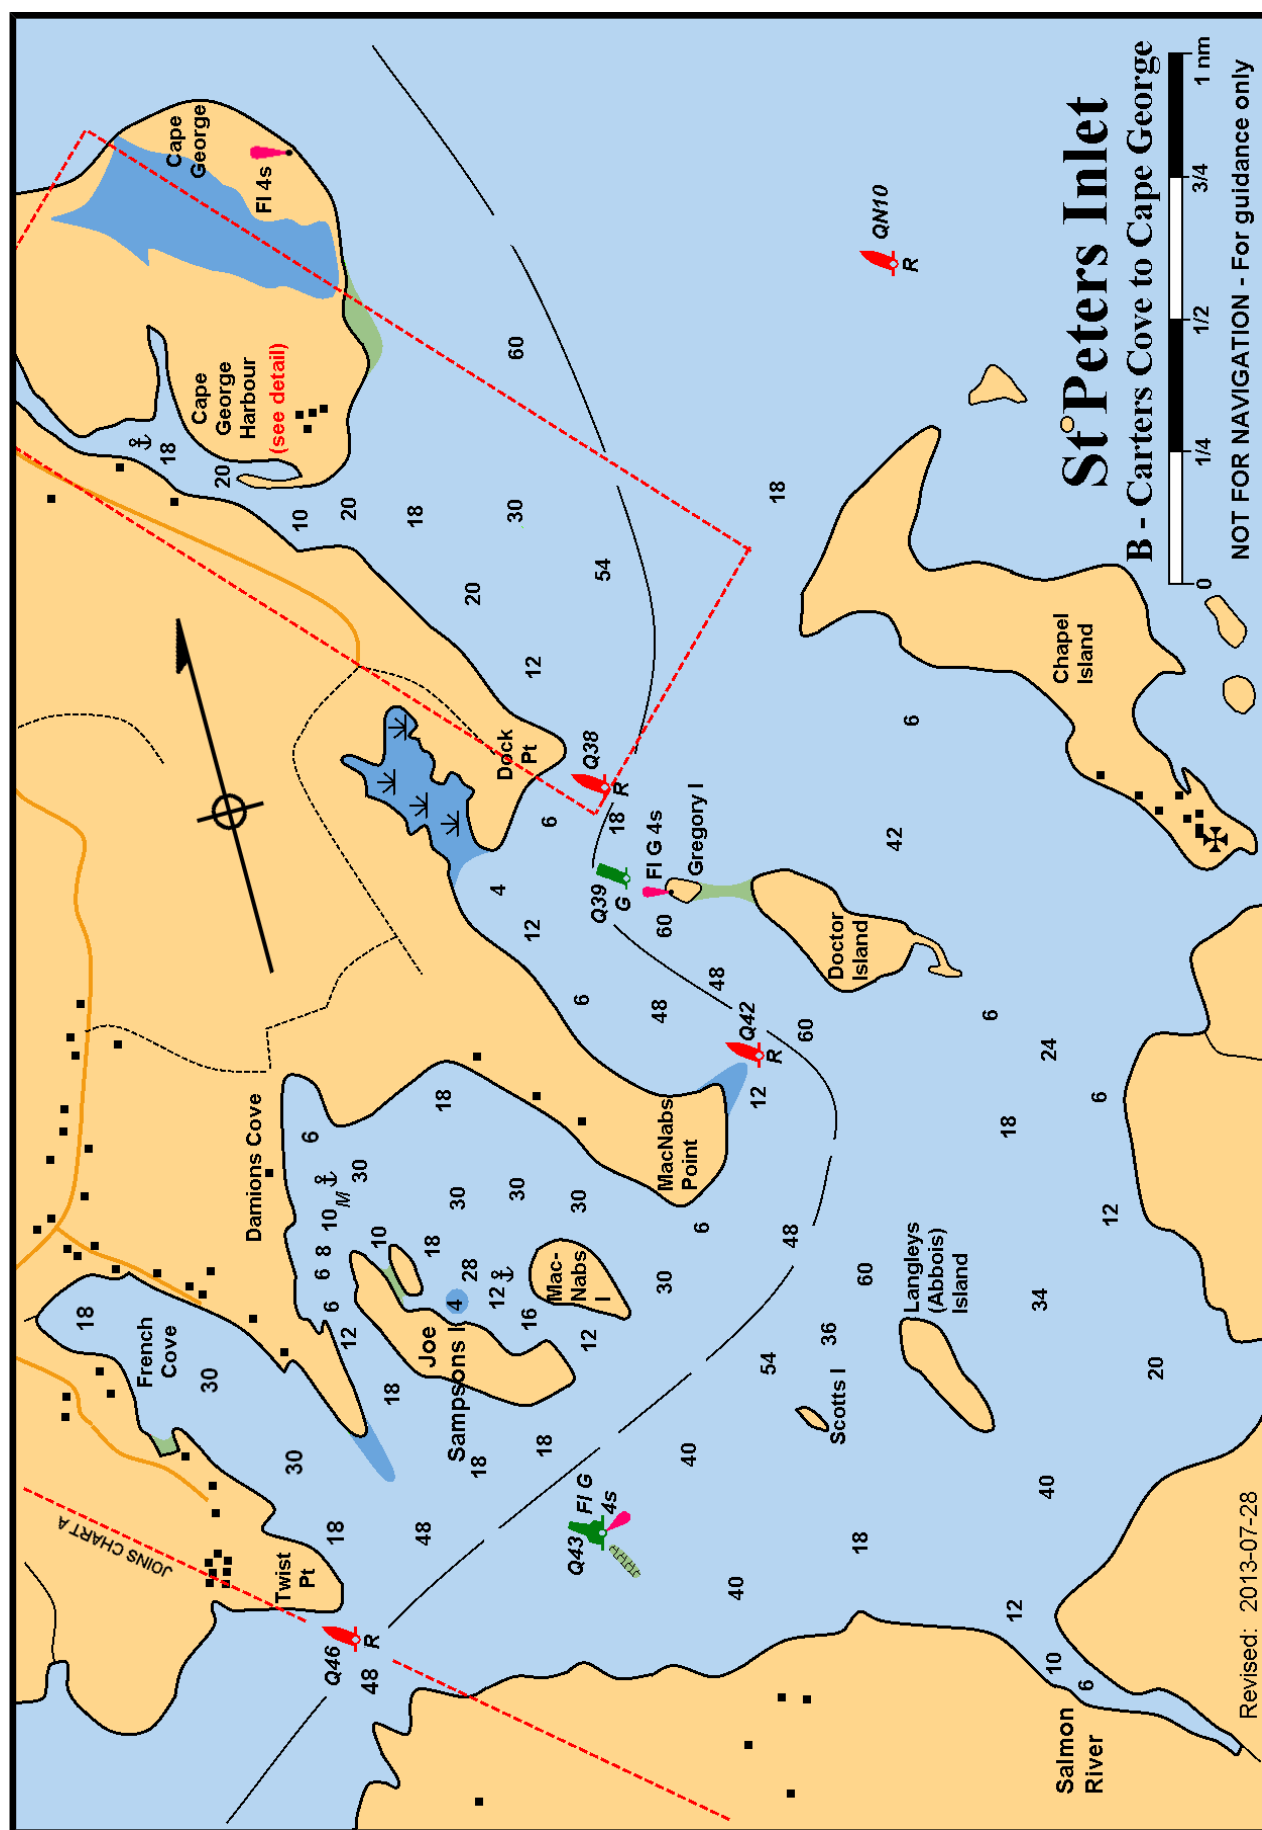 JOINS CHART A
18
French
Cove
30
Twist
Pt
30
18
48
Q46
R
48
Damions Cove
6
10
M
8
6
6
12
30
10
18
18
30
18
28
4
12
16
12
30
30
Joe
Sampsons I
Mac-
Nabs
I
18
18
18
48
Cape
George
Fl 4s
Cape
George
Harbour
(see detail)
18
20
10
20
18
30
60
20
54
12
Dock
Pt
Q38
R
6
18
4
12
Q39
G
Fl G 4s
Gregory I
60
6
48
48
Q42
R
60
12
MacNabs
Point
6
30
48
60
36
54
Scotts I
40
Q43
Fl G
4s
40
18
Langleys
(Abbois)
Island
34
20
40
12
10
6
Salmon
River
Doctor
Island
42
6
6
24
6
18
12
Chapel
Island
18
QN10
R
St Peters Inlet
B - Carters Cove to Cape George
0 1/4 1/2 3/4 1 nm
NOT FOR NAVIGATION - For guidance only
Revised: 2013-07-28